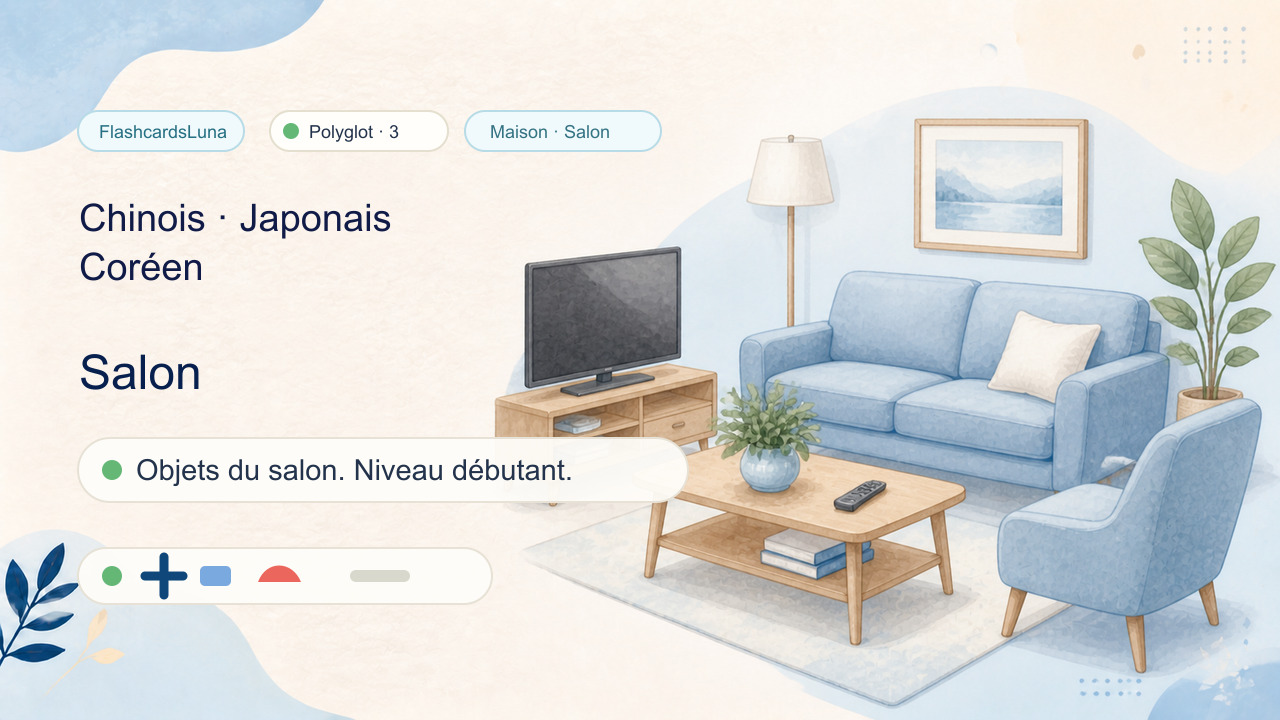 FlashcardsLuna
Polyglot · 3
Maison · Salon
Chinois · Japonais
Coréen
Salon
Objets du salon. Niveau débutant.